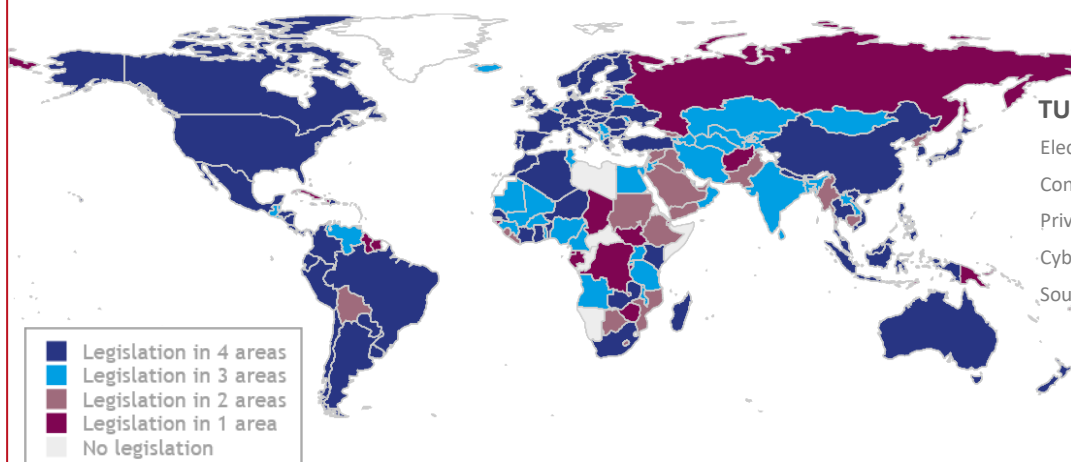 TU
Elec
Con
Priv
Cyb
Sou
Legislation in 4 areas
Legislation in 3 areas
Legislation in 2 areas
Legislation in 1 area
No legislation